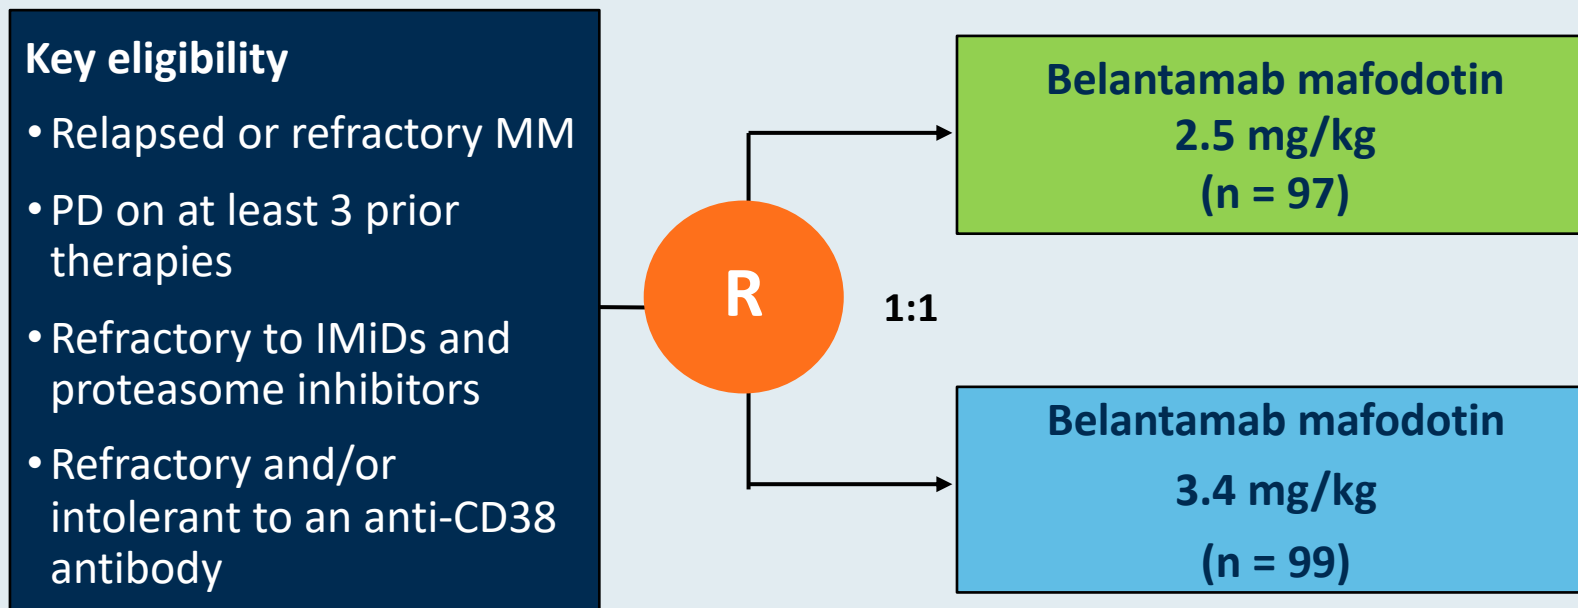 Key eligibility
• Relapsed or refractory MM
• PD on at least 3 prior
therapies
• Refractory to IMiDs and
proteasome inhibitors
• Refractory and/or
intolerant to an anti-CD38
antibody
R
1:1
Belantamab mafodotin
2.5 mg/kg
(n = 97)
Belantamab mafodotin
3.4 mg/kg
(n = 99)